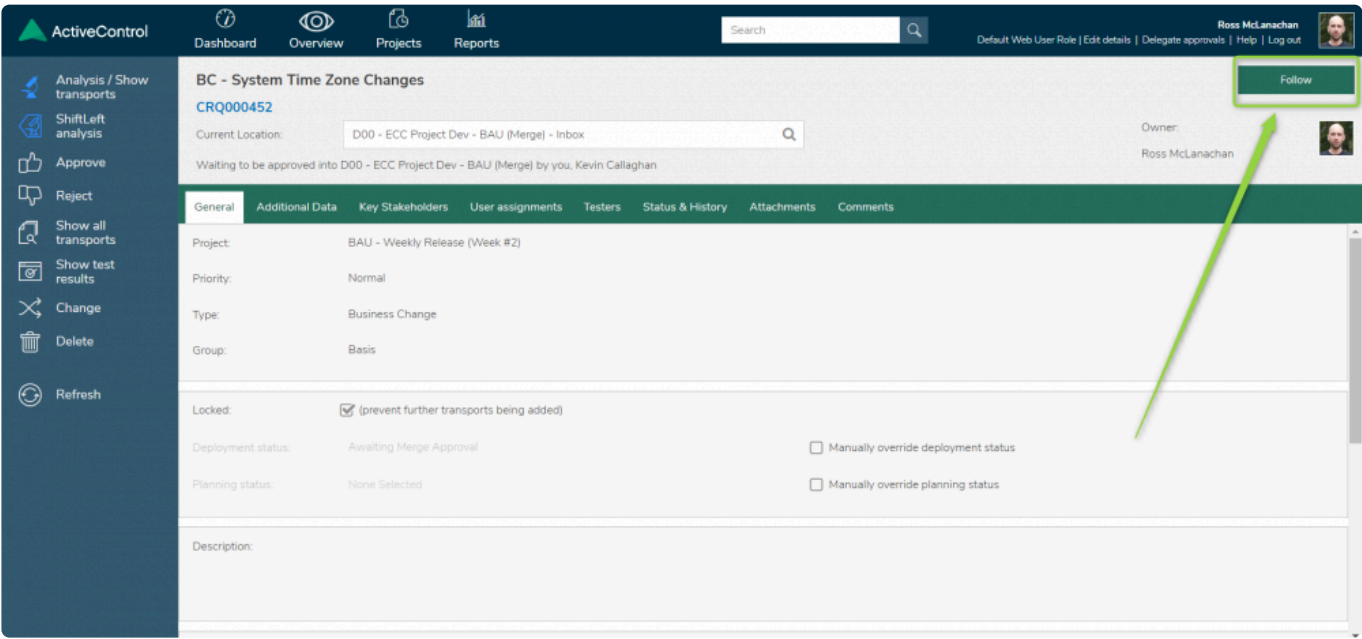 ActiveControl
Dashboard
Overview
Projects
Reports
Search
Ross McLanachan
Default Web User Role | Edit details | Delegate approvals | Help | Log out
Analysis / Show
transports
ShiftLeft
analysis
Approve
Reject
Show all
transports
Show test
results
Change
Delete
Refresh
BC - System Time Zone Changes
Follow
CRQ000452
Current Location:
D00 - ECC Project Dev - BAU (Merge) - Inbox
Owner:
Ross McLanachan
Waiting to be approved into D00 - ECC Project Dev - BAU (Merge) by you, Kevin Callaghan
General
Additional Data
Key Stakeholders
User assignments
Testers
Status & History
Attachments
Comments
Project: BAU - Weekly Release (Week #2)
Priority: Normal
Type: Business Change
Group: Basis
Locked: (prevent further transports being added)
Deployment status: Awaiting Merge Approval
Manually override deployment status
Planning status: None Selected
Manually override planning status
Description: